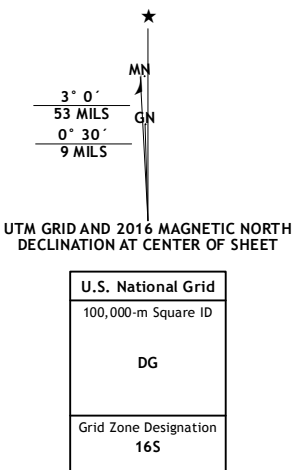 ★
MN
3° 0´
53 MILS
GN
0° 30´
9 MILS
UTM GRID AND 2016 MAGNETIC NORTH
DECLINATION AT CENTER OF SHEET
U.S. National Grid
100,000-m Square ID
DG
Grid Zone Designation
16S